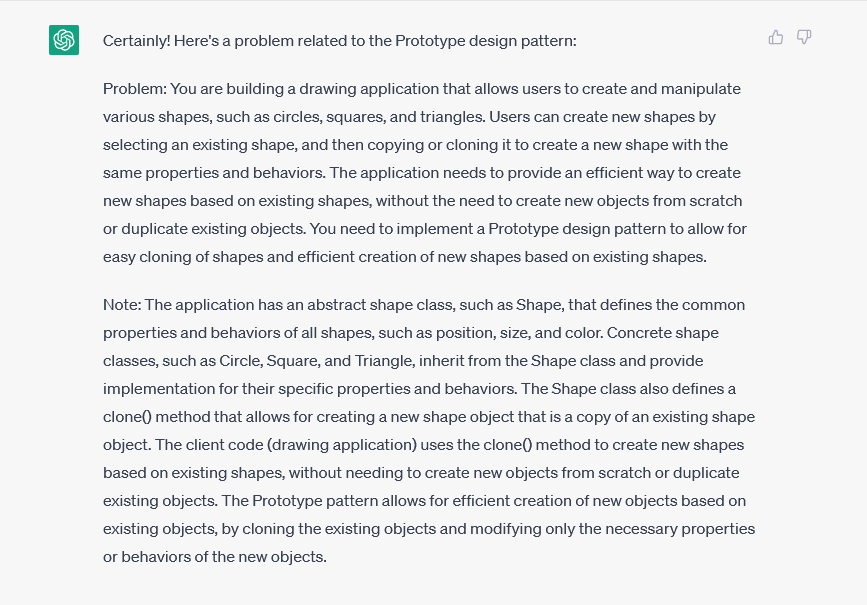 Certainly! Here's a problem related to the Prototype design pattern:
Problem: You are building a drawing application that allows users to create and manipulate
various shapes, such as circles, squares, and triangles. Users can create new shapes by
selecting an existing shape, and then copying or cloning it to create a new shape with the
same properties and behaviors. The application needs to provide an efficient way to create
new shapes based on existing shapes, without the need to create new objects from scratch
or duplicate existing objects. You need to implement a Prototype design pattern to allow for
easy cloning of shapes and efficient creation of new shapes based on existing shapes.
Note: The application has an abstract shape class, such as Shape, that defines the common
properties and behaviors of all shapes, such as position, size, and color. Concrete shape
classes, such as Circle, Square, and Triangle, inherit from the Shape class and provide
implementation for their specific properties and behaviors. The Shape class also defines a
clone() method that allows for creating a new shape object that is a copy of an existing shape
object. The client code (drawing application) uses the clone() method to create new shapes
based on existing shapes, without needing to create new objects from scratch or duplicate
existing objects. The Prototype pattern allows for efficient creation of new objects based on
existing objects, by cloning the existing objects and modifying only the necessary properties
or behaviors of the new objects.